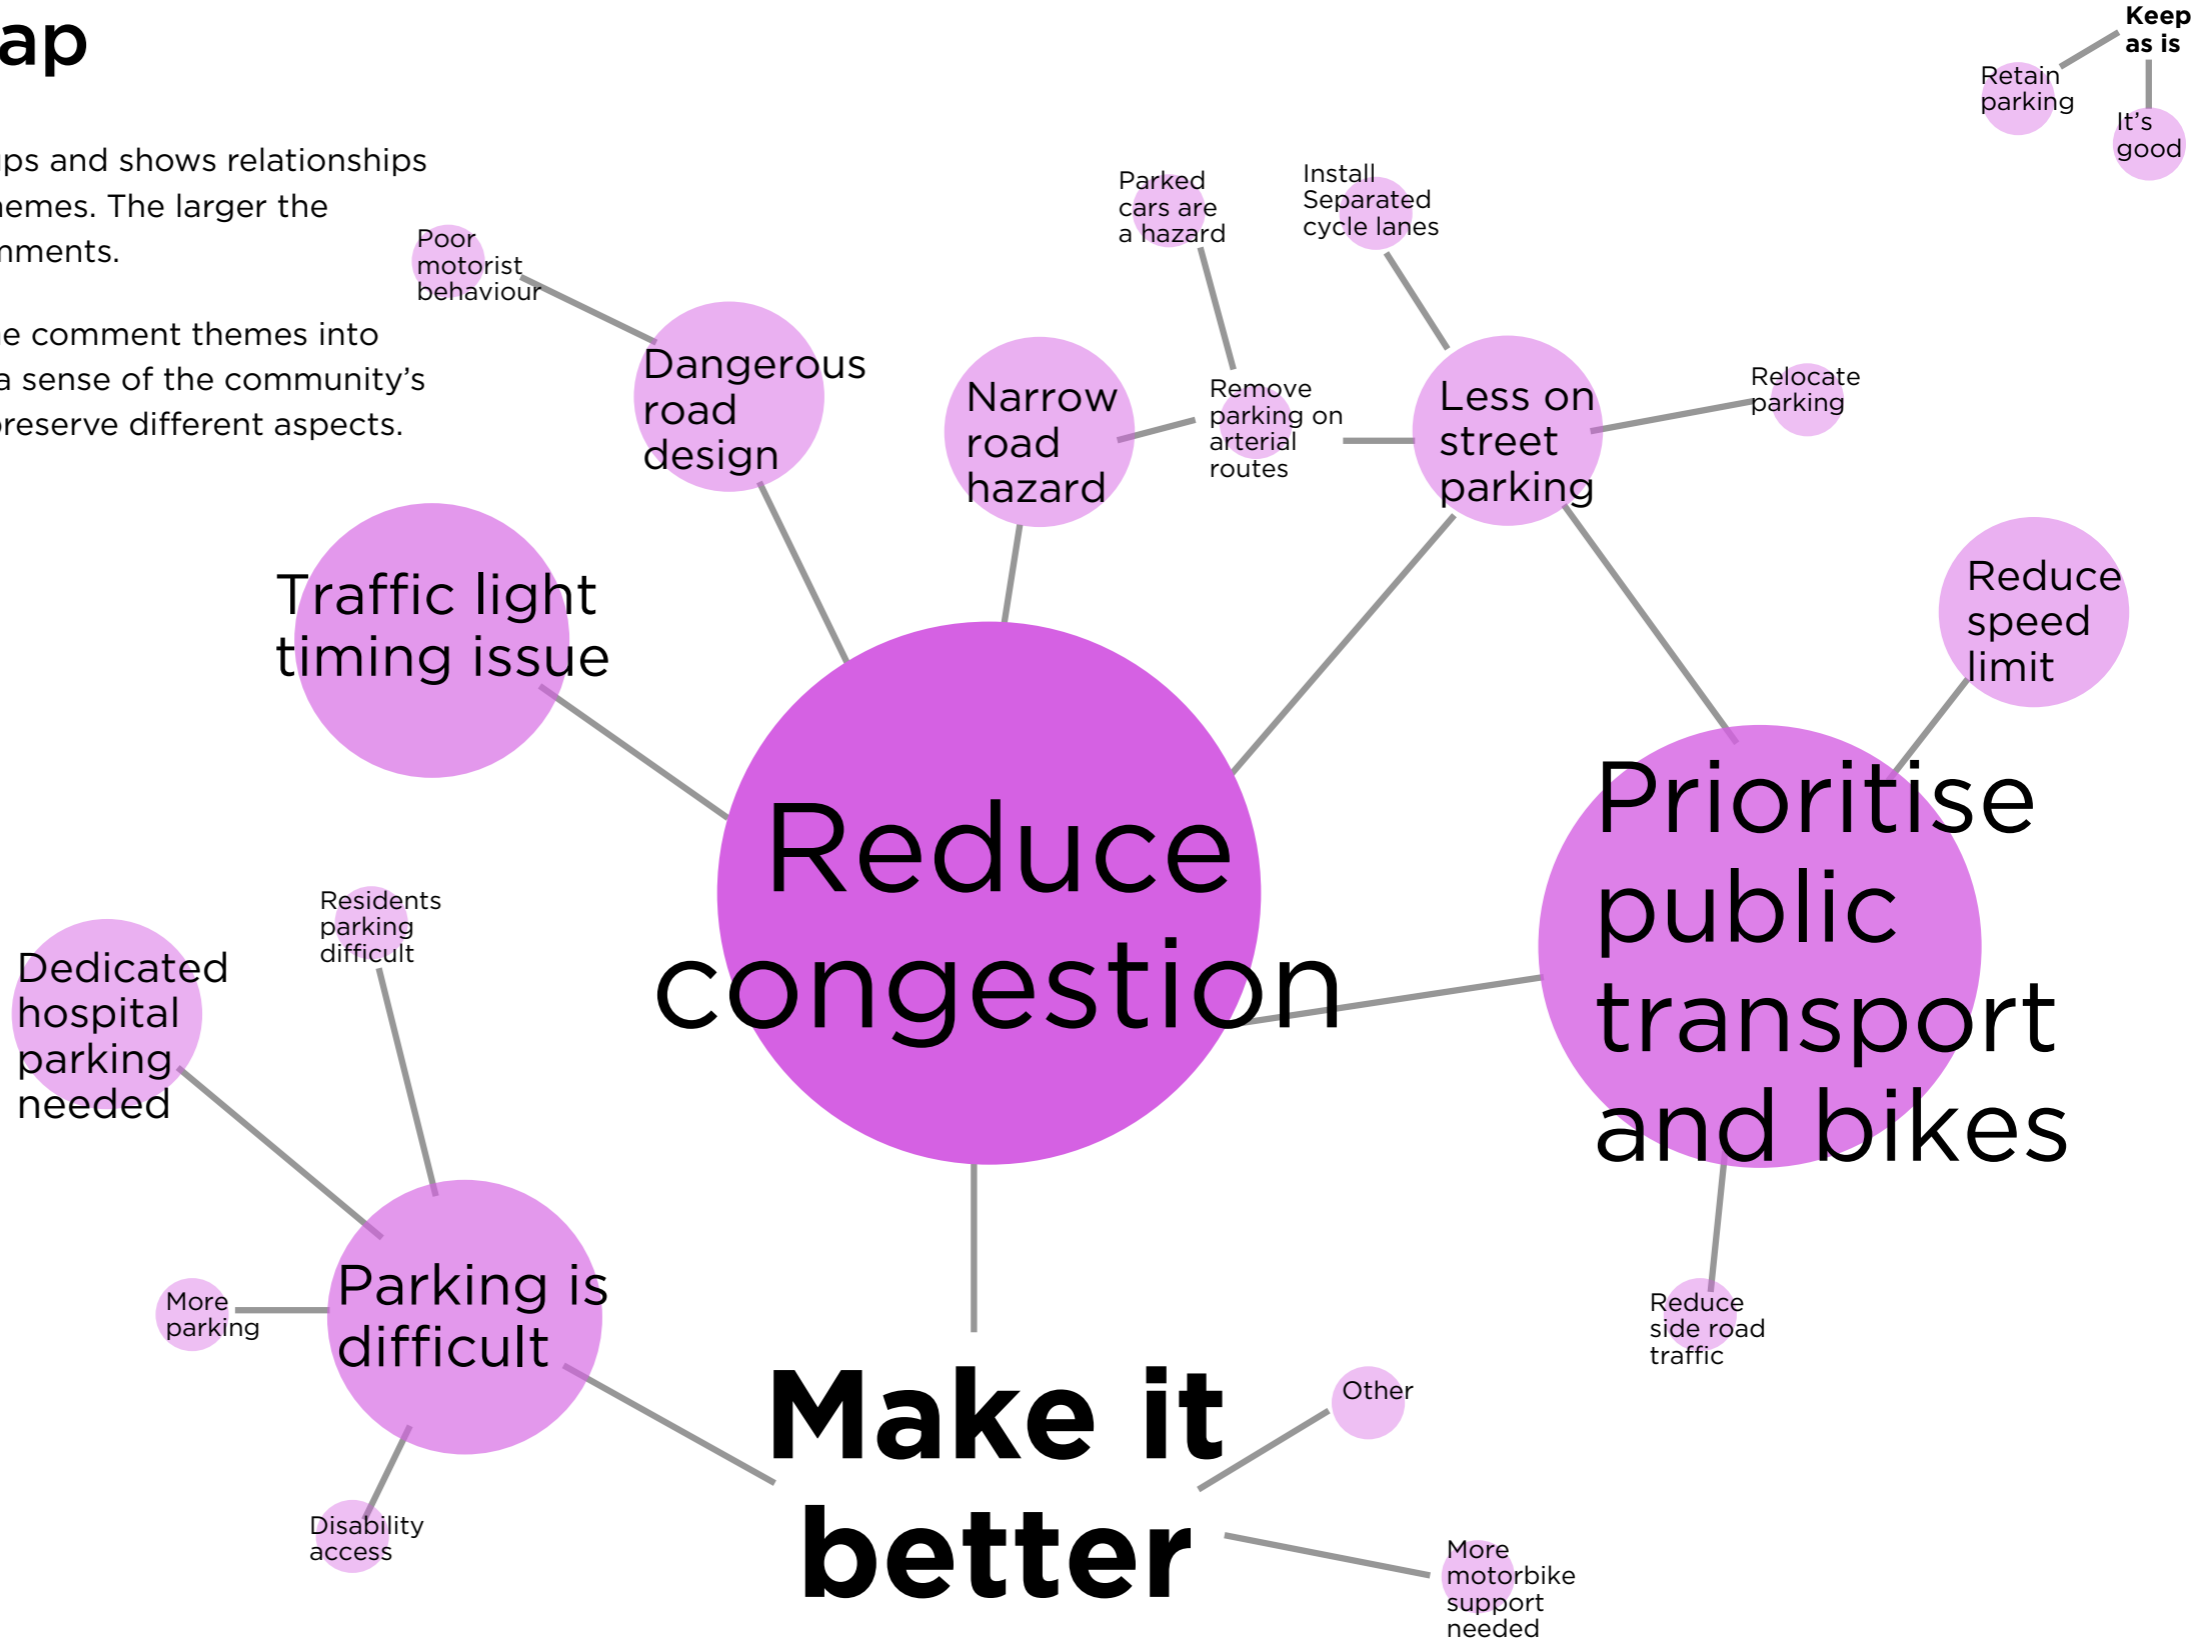 ap
ps and shows relationships
emes. The larger the
mments.
e comment themes into
a sense of the community's
preserve different aspects.
Keep
as is
Retain
parking
It's
good
Parked
cars are
a hazard
Install
Separated
cycle lanes
Poor
motorist
behaviour
Dangerous
road
design
Narrow
road
hazard
Remove
parking on
arterial
routes
Less on
street
parking
Relocate
parking
Traffic light
timing issue
Reduce
speed
limit
Reduce
congestion
Prioritise
public
transport
and bikes
Residents
parking
difficult
Dedicated
hospital
parking
needed
More
parking
Parking is
difficult
Disability
access
Reduce
side road
traffic
Make it
better
Other
More
motorbike
support
needed